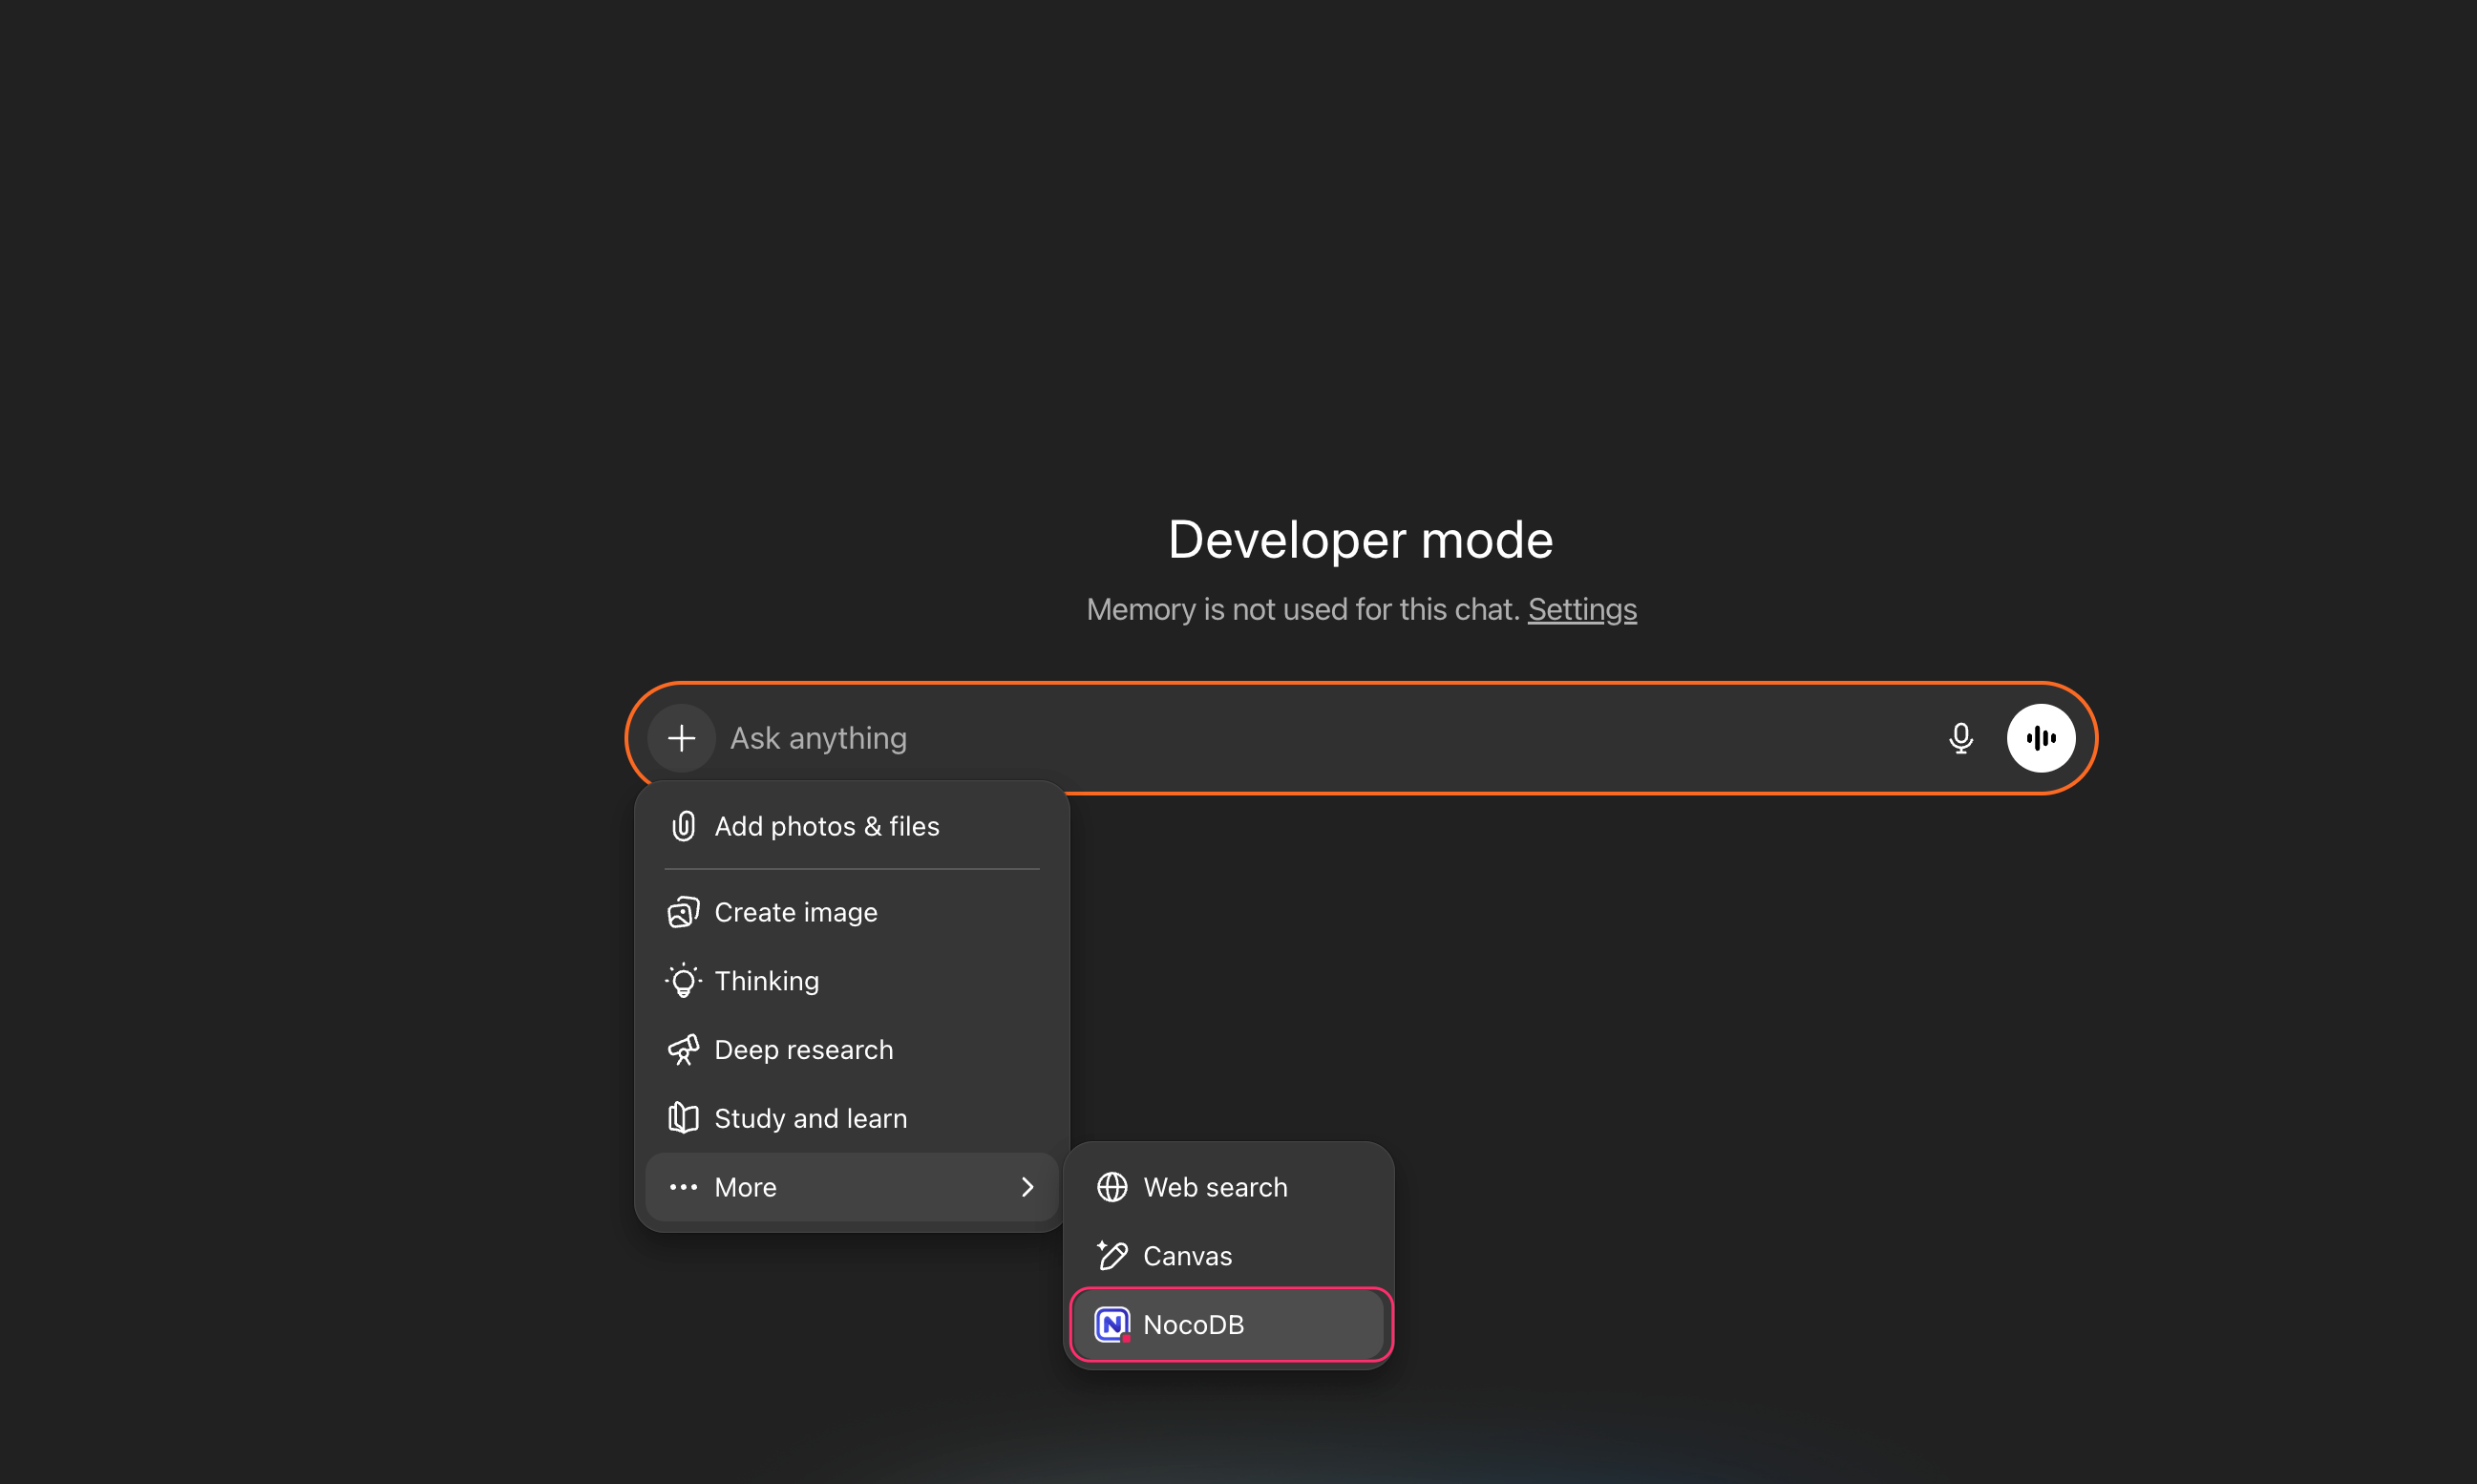 Developer mode
Memory is not used for this chat. Settings
Ask anything
Add photos & files
Create image
Thinking
Deep research
Study and learn
More
Web search
Canvas
NocoDB